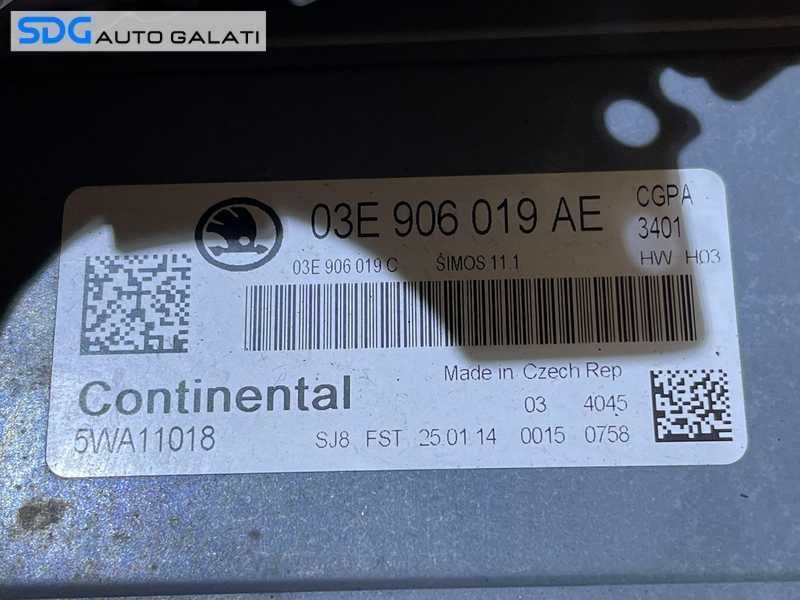 SDG AUTO GALATI
03E 906 019 AE
CGPA
3401
03E 906 019 C SIMOS 11.1
HW H03
Made in Czech Rep
Continental
03 4045
5WA11018
SJ8 FST 25.01.14 0015 0758